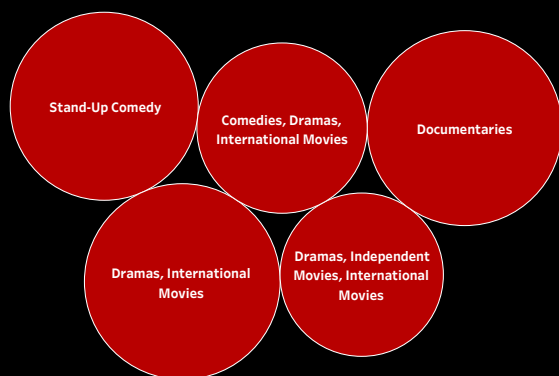 Stand-Up Comedy
Comedies, Dramas,
International Movies
Documentaries
Dramas, International
Movies
Dramas, Independent
Movies, International
Movies